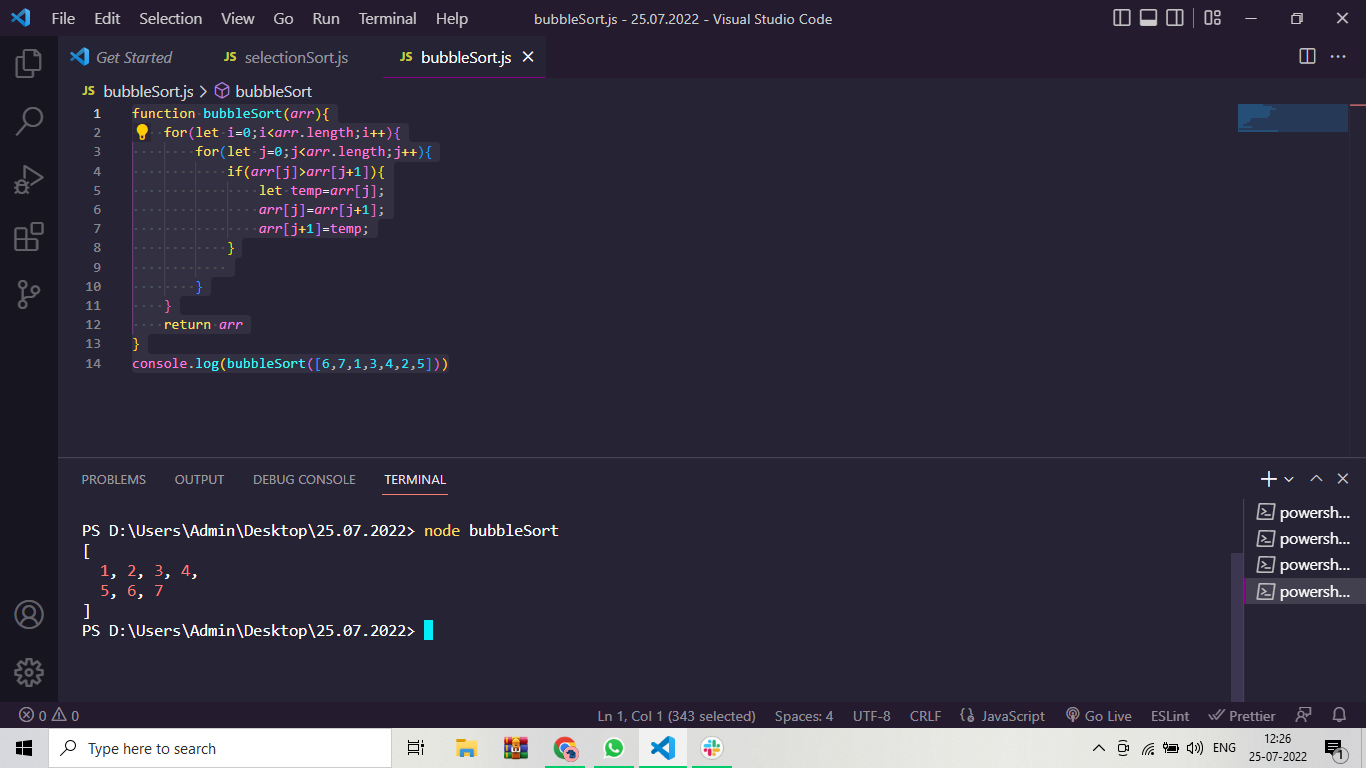 File Edit Selection View Go Run Terminal Help bubbleSort.js - 25.07.2022 - Visual Studio Code
Get Started JS selectionSort.js JS bubbleSort.js
JS bubbleSort.js > bubbleSort
1 function bubbleSort(arr){
2 for(let i=0;i<arr.length;i++){
3 for(let j=0;j<arr.length;j++){
4 if(arr[j]>arr[j+1]){
5 let temp=arr[j];
6 arr[j]=arr[j+1];
7 arr[j+1]=temp;
8 }
9
10 }
11 }
12 return arr
13 }
14 console.log(bubbleSort([6,7,1,3,4,2,5]))
PROBLEMS OUTPUT DEBUG CONSOLE TERMINAL
PS D:\Users\Admin\Desktop\25.07.2022> node bubbleSort
[
1, 2, 3, 4,
5, 6, 7
]
PS D:\Users\Admin\Desktop\25.07.2022>
powersh...
powersh...
powersh...
powersh...
0 0 Ln 1, Col 1 (343 selected) Spaces: 4 UTF-8 CRLF JavaScript Go Live ESLint Prettier
Type here to search ENG 12:26
25-07-2022 1